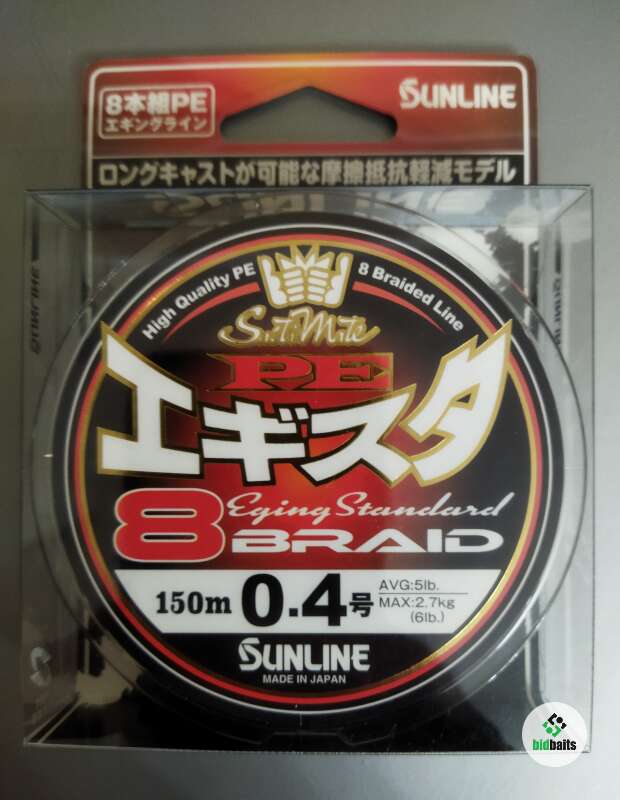 8本組PE
エギングライン
SUNLINE
ロングキャストが可能な摩擦抵抗軽減モデル
High Quality PE
8 Braided Line
PE
エギスタ
Eging Standard
8 BRAID
150m 0.4号
AVG:5lb.
MAX:2.7kg
(6lb.)
SUNLINE
MADE IN JAPAN
bidbaits